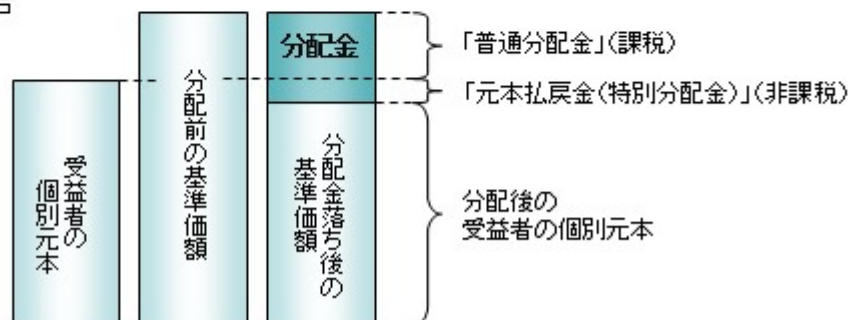 受益者の
個別元本
分配前の基準価額
分配金
分配金落ち後の
基準価額
「普通分配金」(課税)
「元本払戻金(特別分配金)」(非課税)
分配後の
受益者の個別元本